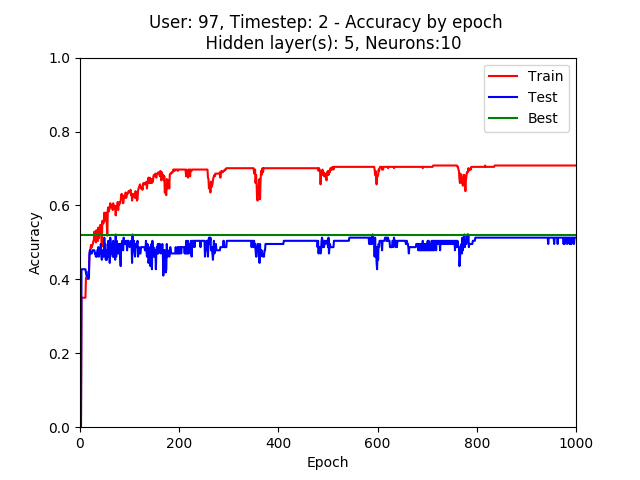 User: 97, Timestep: 2 - Accuracy by epoch
Hidden layer(s): 5, Neurons:10
1.0
0.8
0.6
0.4
0.2
0.0
Accuracy
Train
Test
Best
0 200 400 600 800 1000
Epoch